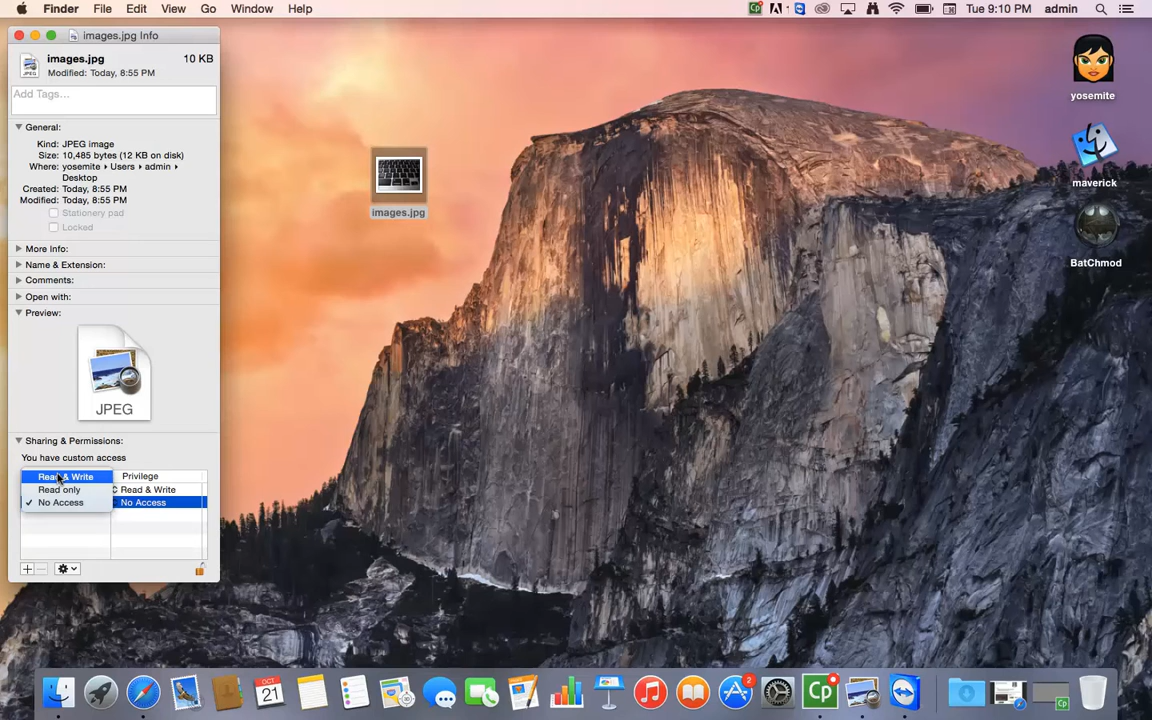 Finder File Edit View Go Window Help Tue 9:10 PM admin
images.jpg Info
images.jpg 10 KB
Modified: Today, 8:55 PM
Add Tags…
General:
Kind: JPEG image
Size: 10,485 bytes (12 KB on disk)
Where: yosemite ▸ Users ▸ admin ▸
Desktop
Created: Today, 8:55 PM
Modified: Today, 8:55 PM
Stationery pad
Locked
More Info:
Name & Extension:
Comments:
Open with:
Preview:
JPEG
Sharing & Permissions:
You have custom access
Read & Write Privilege
Read only Read & Write
No Access No Access
images.jpg
yosemite
maverick
BatChmod
OCT
21
2
Cp